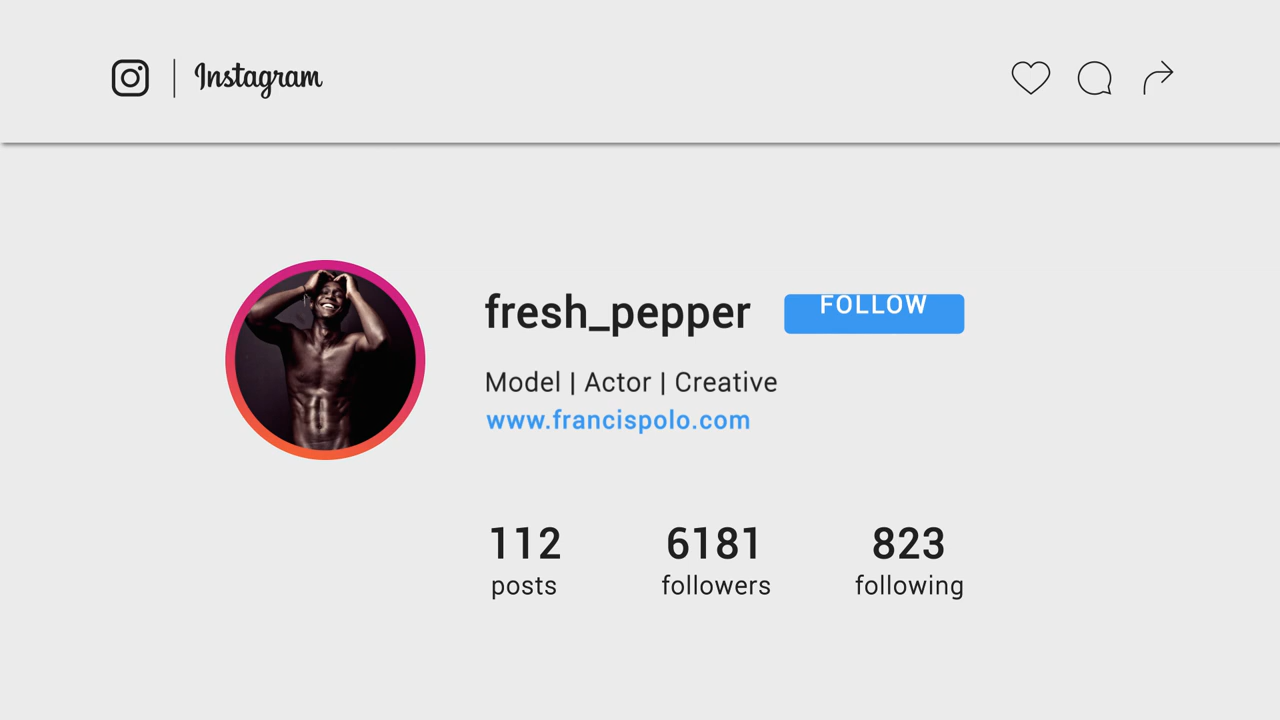 Instagram
fresh_pepper
FOLLOW
Model | Actor | Creative
www.francispolo.com
112 6181 823
posts followers following